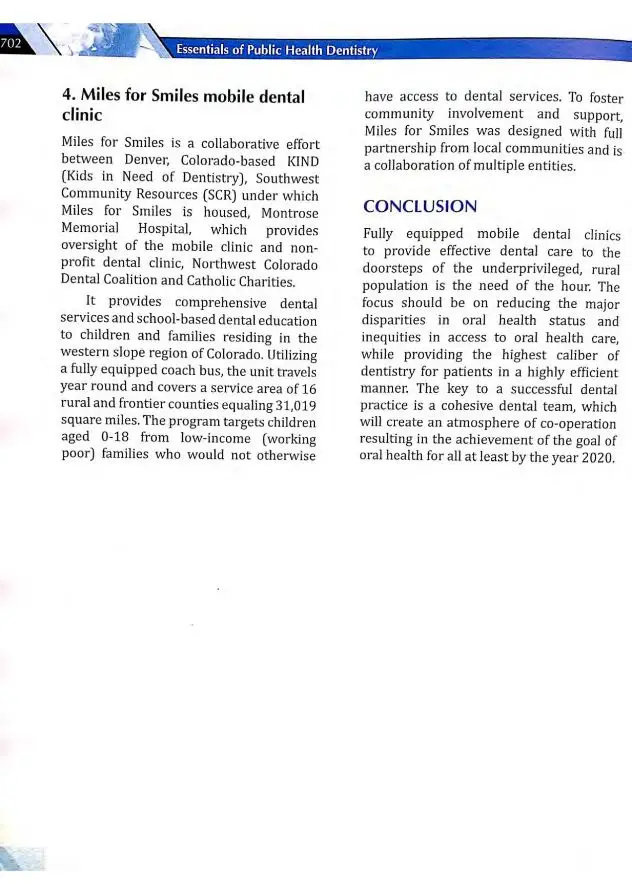 702
Essentials of Public Health Dentistry
4. Miles for Smiles mobile dental
clinic
Miles for Smiles is a collaborative effort
between Denver, Colorado-based KIND
(Kids in Need of Dentistry), Southwest
Community Resources (SCR) under which
Miles for Smiles is housed, Montrose
Memorial Hospital, which provides
oversight of the mobile clinic and non-
profit dental clinic, Northwest Colorado
Dental Coalition and Catholic Charities.
It provides comprehensive dental
services and school-based dental education
to children and families residing in the
western slope region of Colorado. Utilizing
a fully equipped coach bus, the unit travels
year round and covers a service area of 16
rural and frontier counties equaling 31,019
square miles. The program targets children
aged 0-18 from low-income (working
poor) families who would not otherwise
have access to dental services. To foster
community involvement and support,
Miles for Smiles was designed with full
partnership from local communities and is
a collaboration of multiple entities.
CONCLUSION
Fully equipped mobile dental clinics
to provide effective dental care to the
doorsteps of the underprivileged, rural
population is the need of the hour. The
focus should be on reducing the major
disparities in oral health status and
inequities in access to oral health care,
while providing the highest caliber of
dentistry for patients in a highly efficient
manner. The key to a successful dental
practice is a cohesive dental team, which
will create an atmosphere of co-operation
resulting in the achievement of the goal of
oral health for all at least by the year 2020.